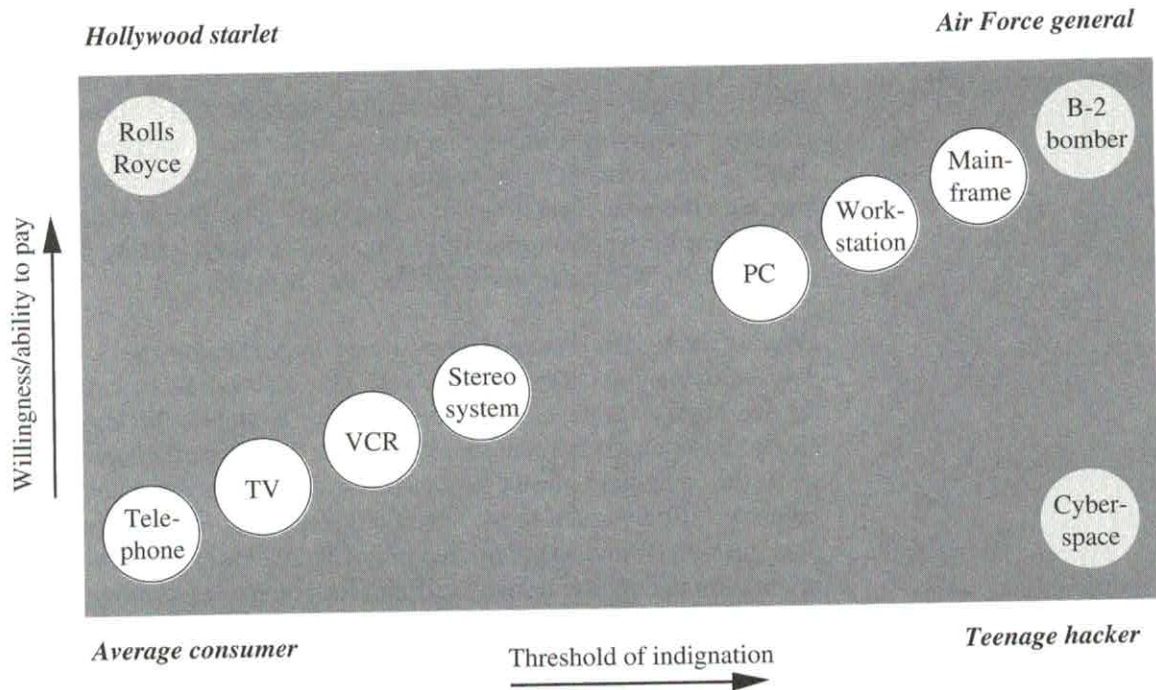 Hollywood starlet
Air Force general
Rolls
Royce
B-2
bomber
Main-
frame
Work-
station
PC
Willingness/ability to pay
Stereo
system
VCR
TV
Tele-
phone
Cyber-
space
Average consumer
Threshold of indignation
Teenage hacker